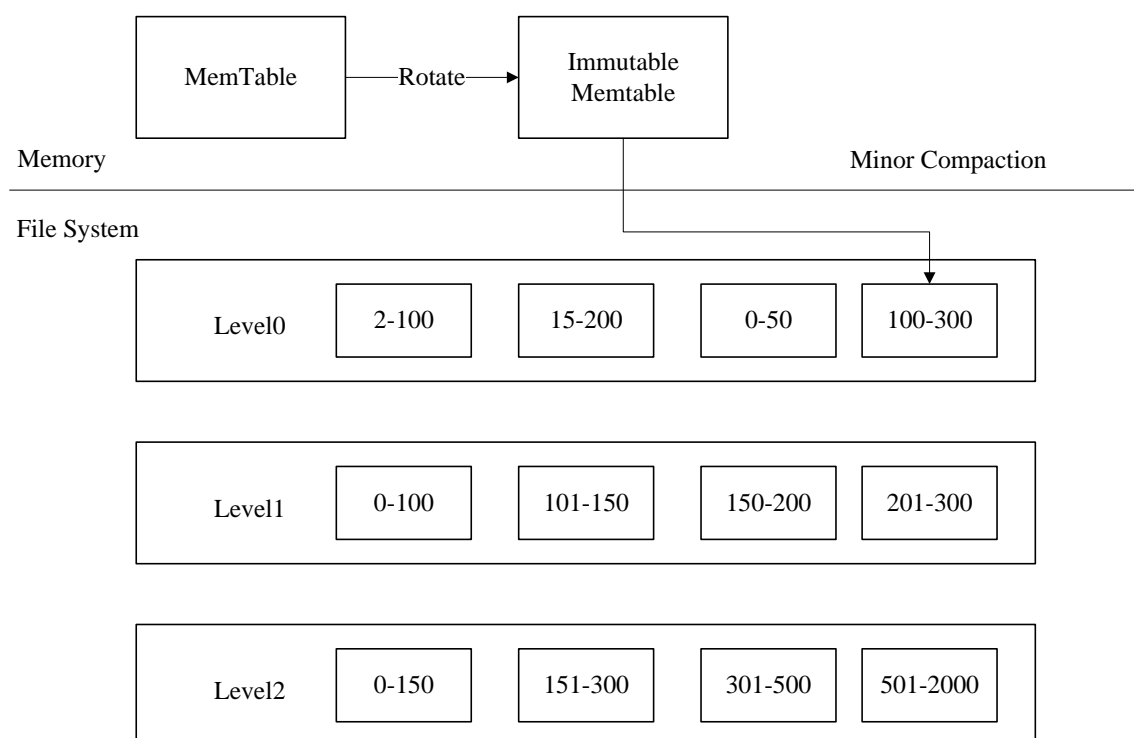 MemTable
Rotate
Immutable
Memtable
Memory
Minor Compaction
File System
Level0
2-100
15-200
0-50
100-300
Level1
0-100
101-150
150-200
201-300
Level2
0-150
151-300
301-500
501-2000